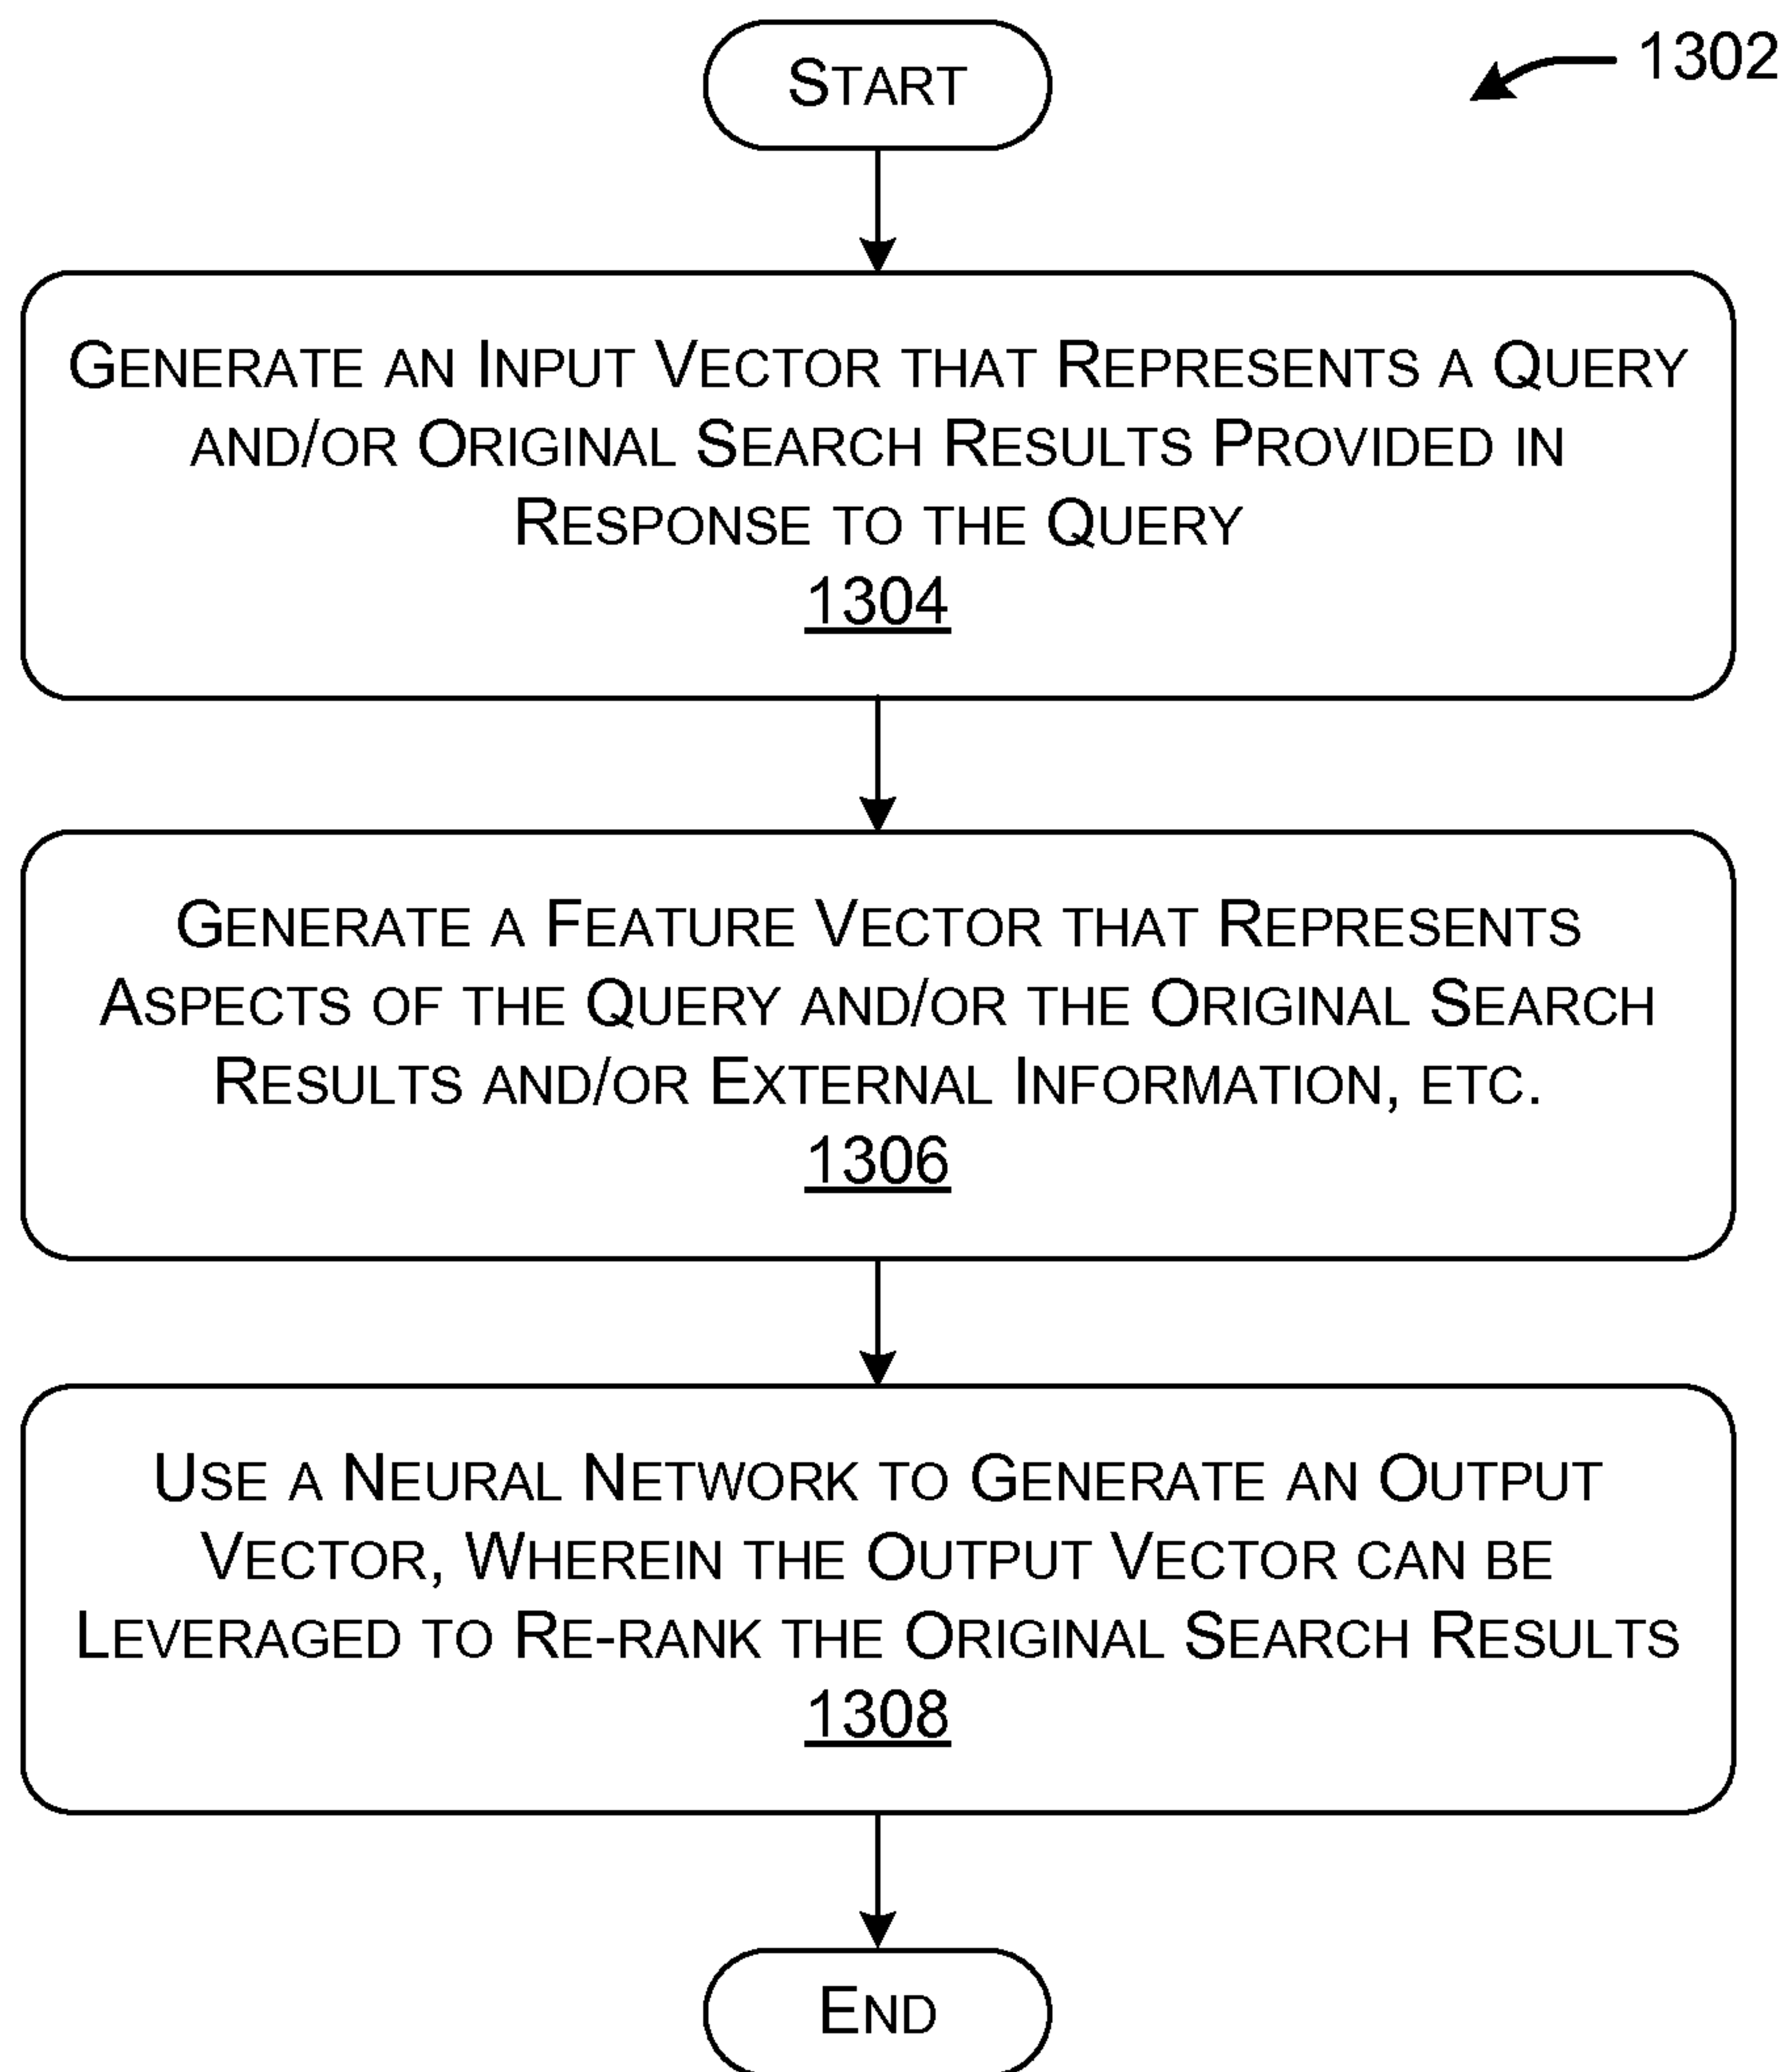 START
1302
GENERATE AN INPUT VECTOR THAT REPRESENTS A QUERY
AND/OR ORIGINAL SEARCH RESULTS PROVIDED IN
RESPONSE TO THE QUERY
1304
GENERATE A FEATURE VECTOR THAT REPRESENTS
ASPECTS OF THE QUERY AND/OR THE ORIGINAL SEARCH
RESULTS AND/OR EXTERNAL INFORMATION, ETC.
1306
USE A NEURAL NETWORK TO GENERATE AN OUTPUT
VECTOR, WHEREIN THE OUTPUT VECTOR CAN BE
LEVERAGED TO RE-RANK THE ORIGINAL SEARCH RESULTS
1308
END